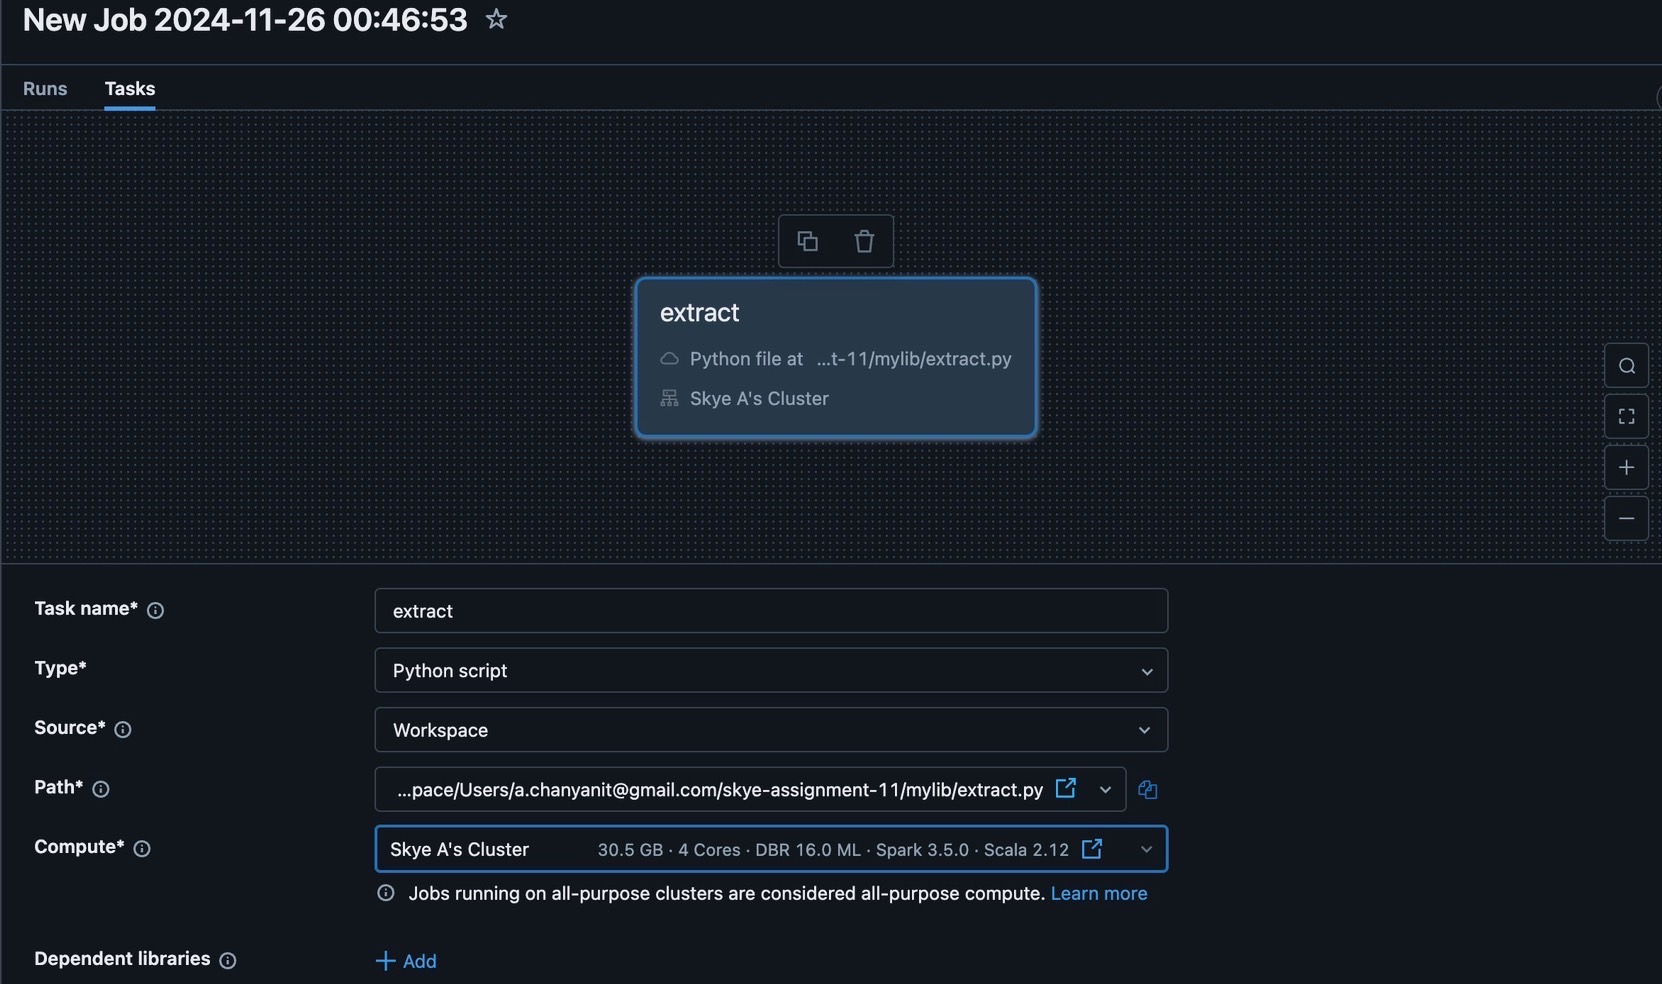 New Job 2024-11-26 00:46:53
Runs Tasks
extract
Python file at ...t-11/mylib/extract.py
Skye A's Cluster
Task name* extract
Type* Python script
Source* Workspace
Path* ...pace/Users/a.chanyanit@gmail.com/skye-assignment-11/mylib/extract.py
Compute* Skye A's Cluster 30.5 GB · 4 Cores · DBR 16.0 ML · Spark 3.5.0 · Scala 2.12
Jobs running on all-purpose clusters are considered all-purpose compute. Learn more
Dependent libraries + Add